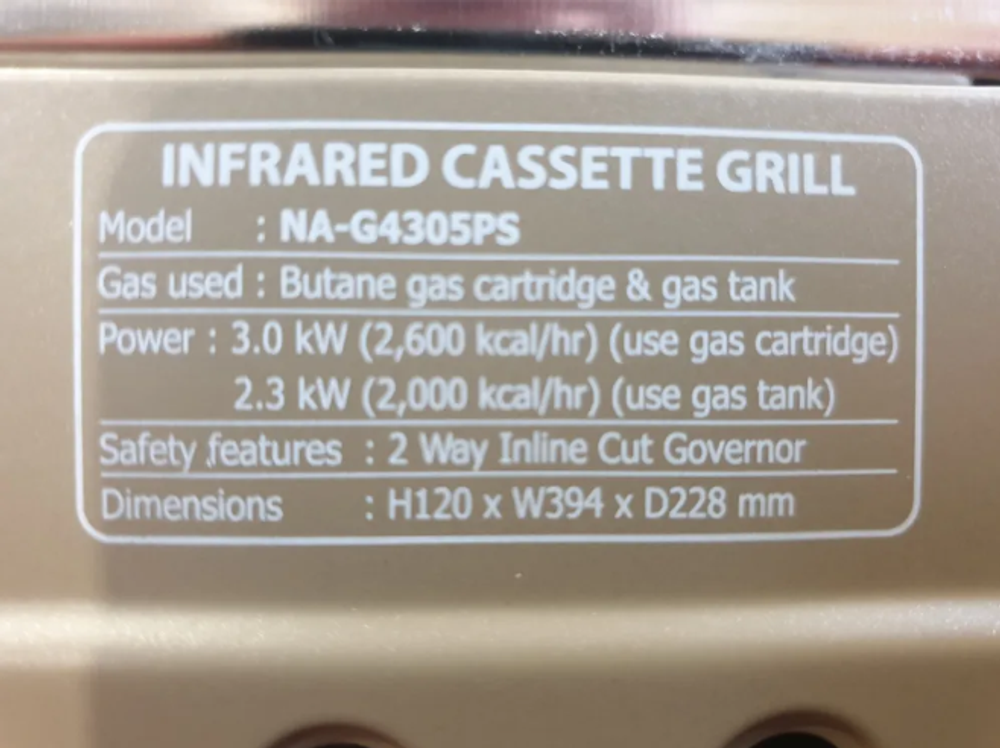 INFRARED CASSETTE GRILL
Model : NA-G4305PS
Gas used : Butane gas cartridge & gas tank
Power : 3.0 kW (2,600 kcal/hr) (use gas cartridge)
2.3 kW (2,000 kcal/hr) (use gas tank)
Safety features : 2 Way Inline Cut Governor
Dimensions : H120 x W394 x D228 mm